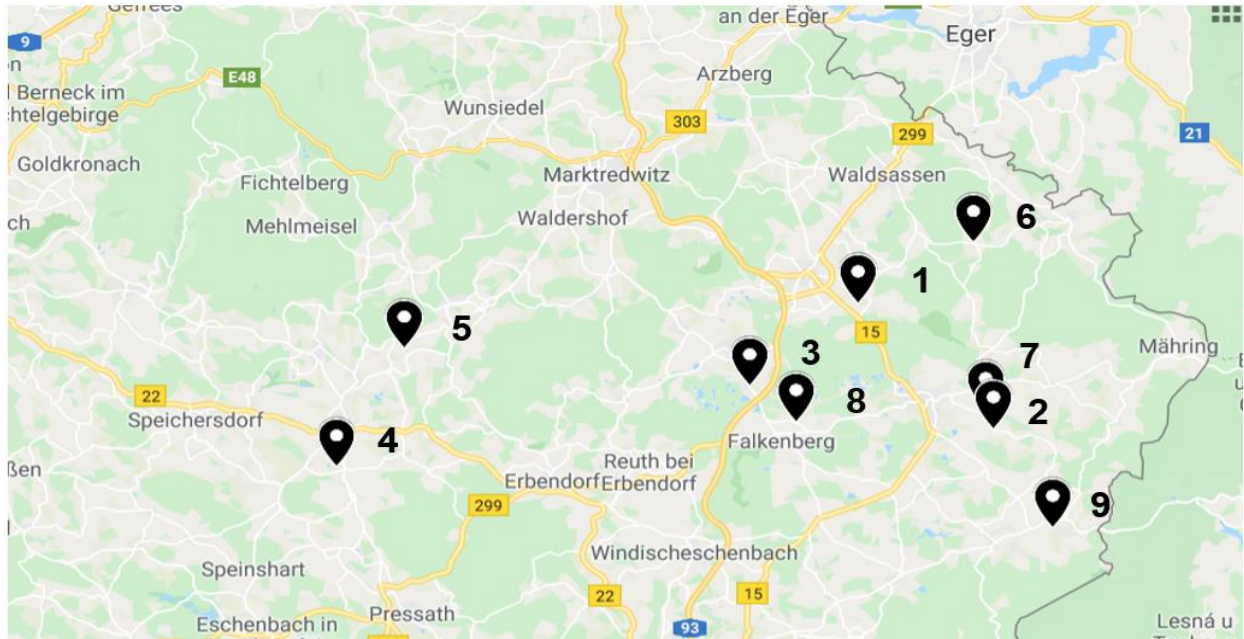 an der Eger
Eger
9
Berneck im
chtelgebirge
E48
Arzberg
Wunsiedel
303
299
21
Goldkronach
Fichtelberg
Marktredwitz
Waldsassen
Mehlmeisel
Waldershof
6
1
5
15
3
7
Mähring
22
8
2
Speichersdorf
4
Falkenberg
Reuth bei
Erbendorf
Erbendorf
299
9
Windischeschenbach
Speinshart
22
15
Pressath
Eschenbach in
93
Lesná u